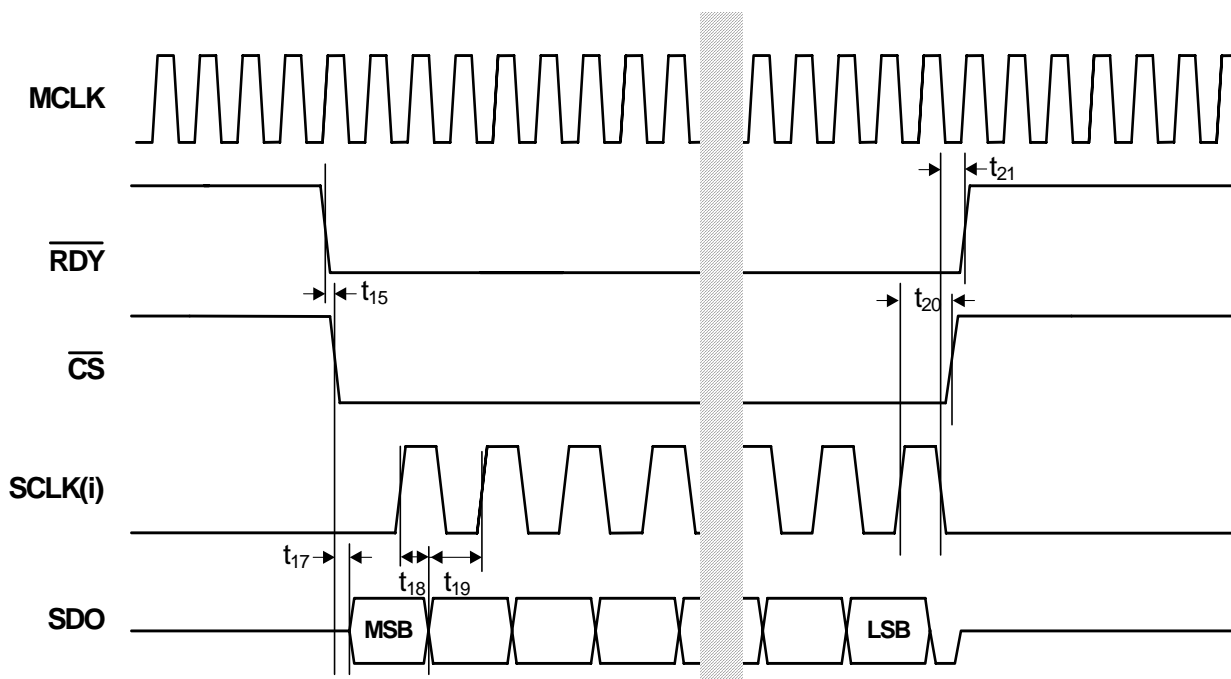 MCLK
t21
RDY
t15
t20
CS
SCLK(i)
t17
t18
t19
SDO
MSB
LSB